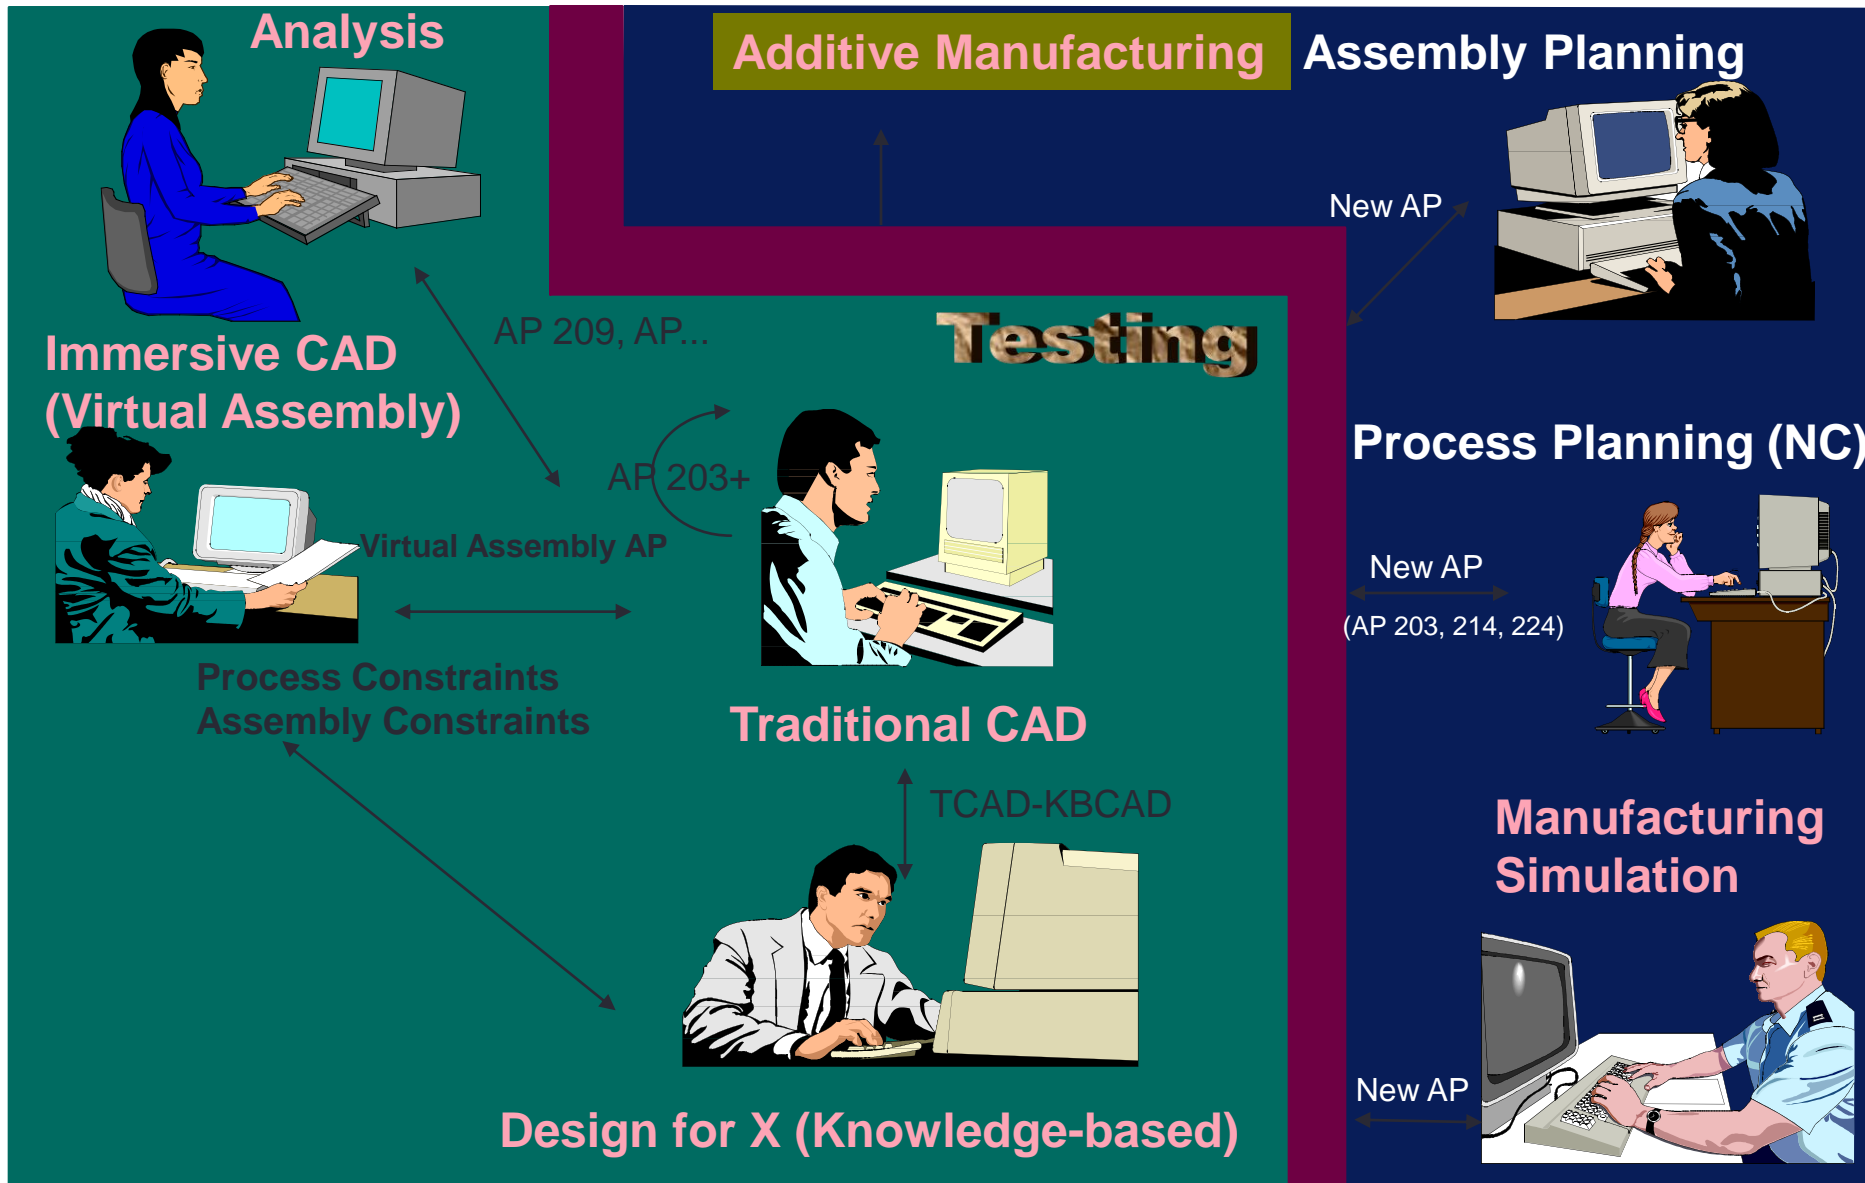 Analysis
Additive Manufacturing
Assembly Planning
New AP
AP 209, AP...
Testing
Immersive CAD
(Virtual Assembly)
AP 203+
Process Planning (NC)
Virtual Assembly AP
New AP
(AP 203, 214, 224)
Process Constraints
Assembly Constraints
Traditional CAD
TCAD-KBCAD
Manufacturing
Simulation
New AP
Design for X (Knowledge-based)